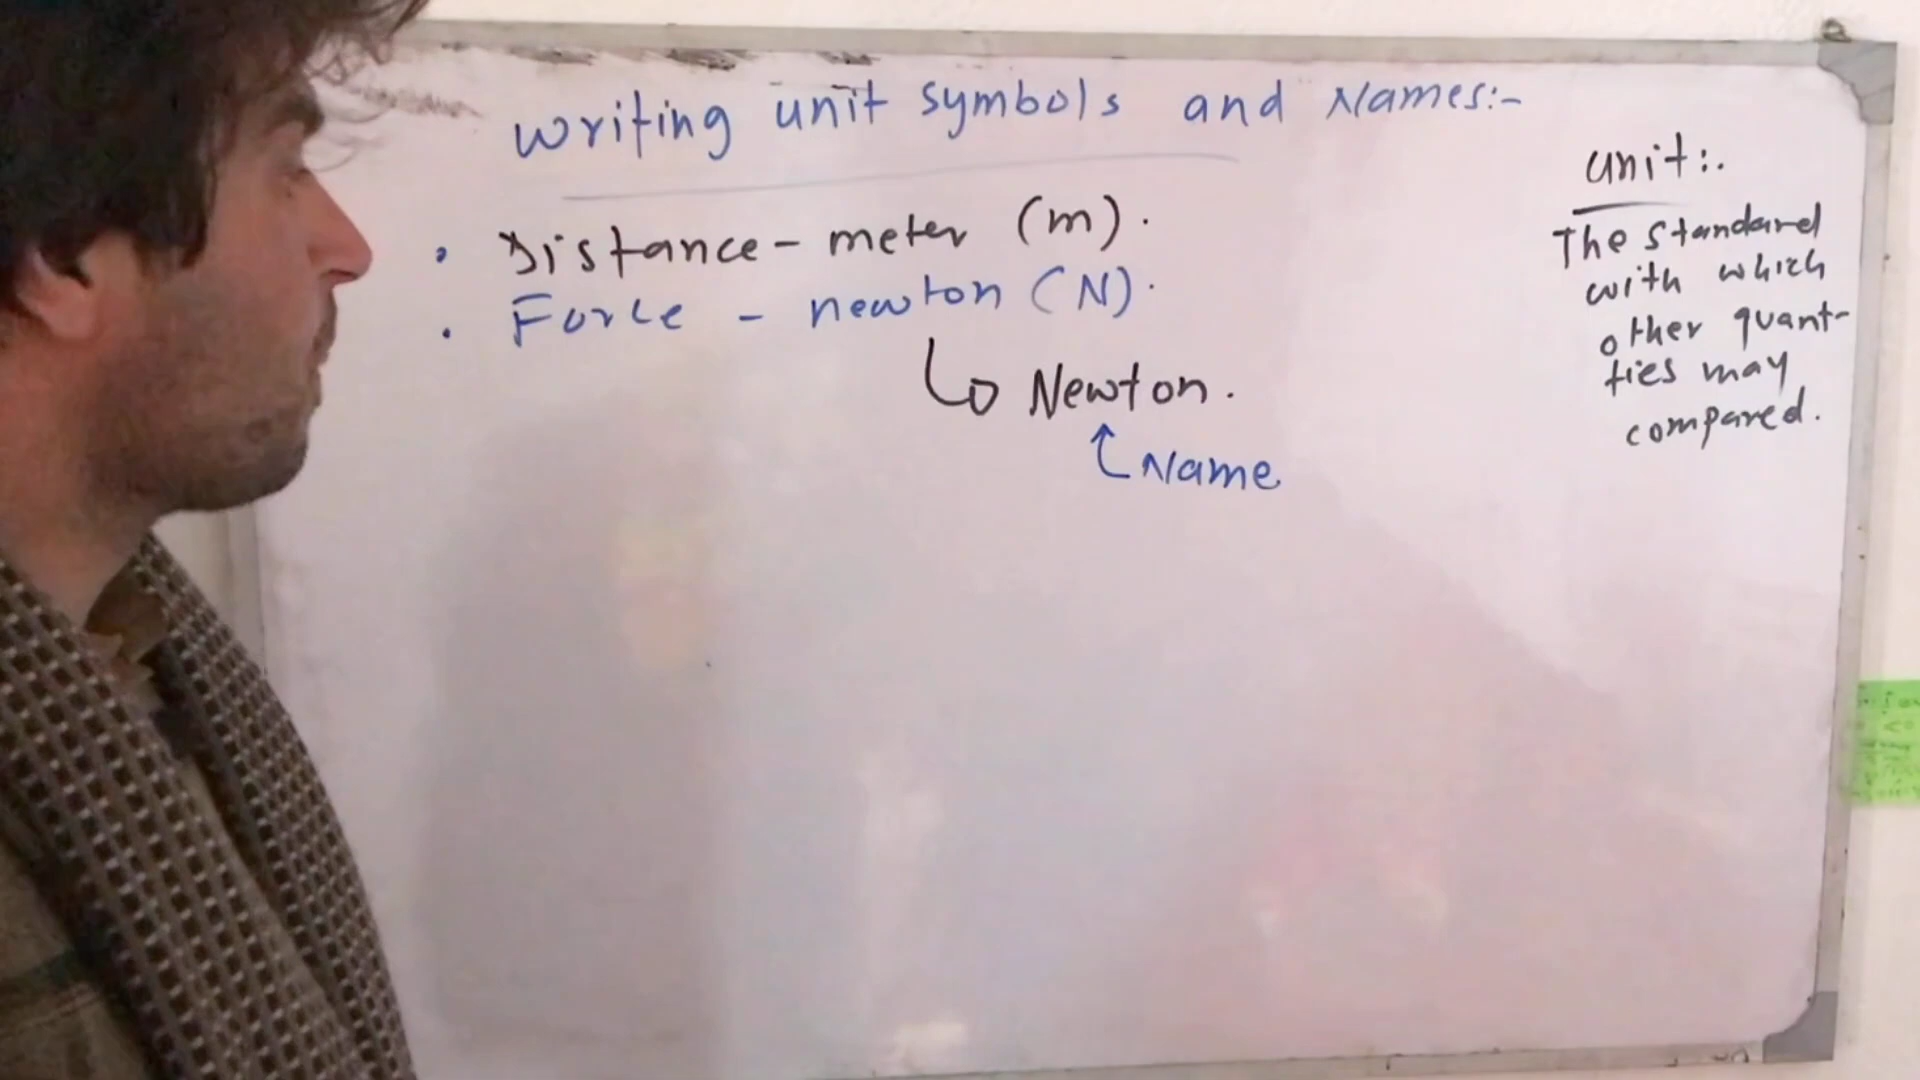 writing unit symbols and Names:-
• Distance - meter (m).
• Force - newton (N).
↳ Newton.
↑ Name
unit:.
The standared
with which
other quant-
ties may
compared.